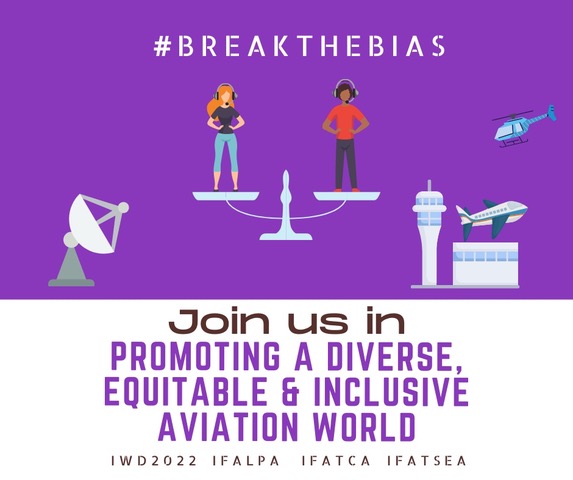 #BREAKTHEBIAS
Join us in
PROMOTING A DIVERSE,
EQUITABLE & INCLUSIVE
AVIATION WORLD
IWD2022 IFALPA IFATCA IFATSEA